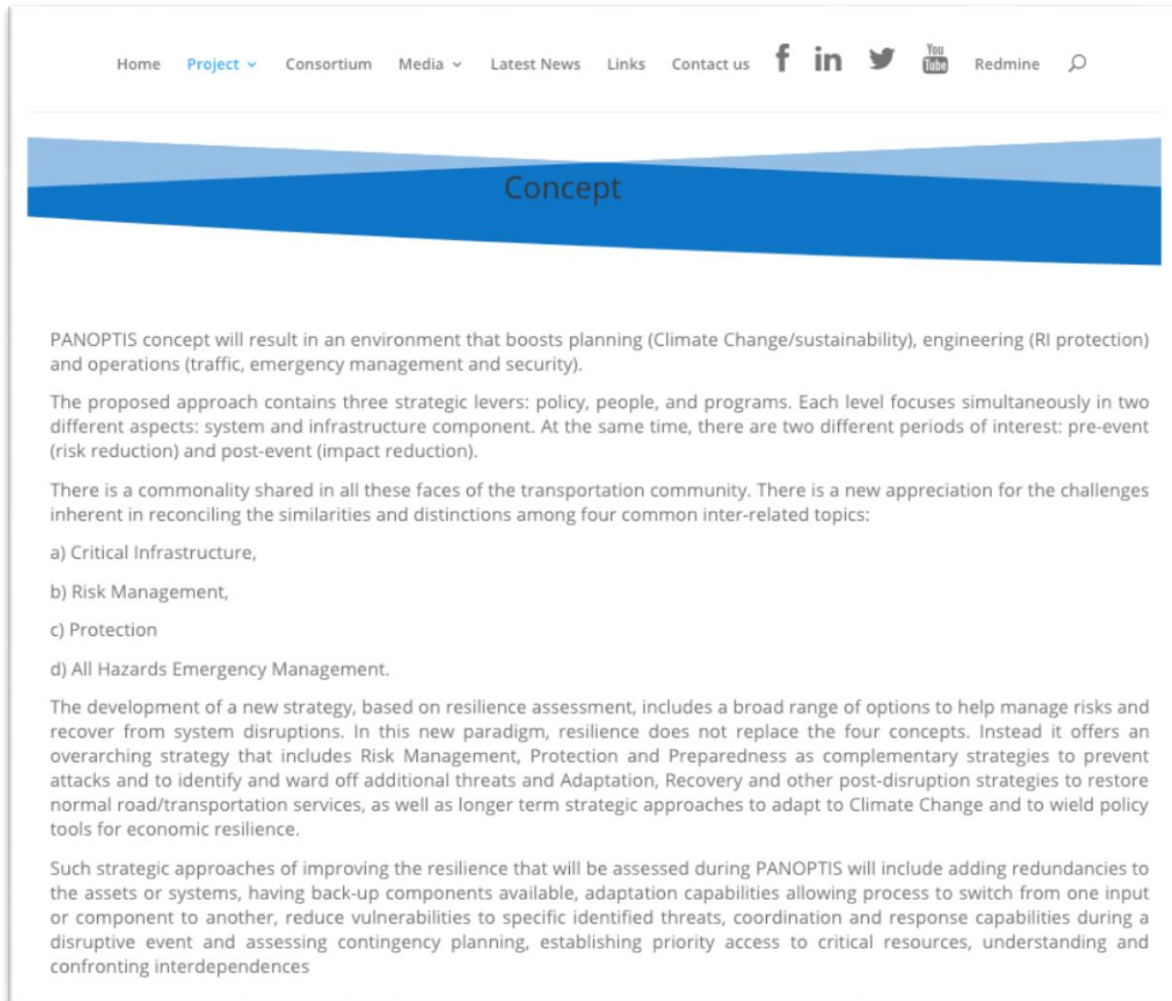 Home Project Consortium Media Latest News Links Contact us f in You Tube Redmine
Concept
PANOPTIS concept will result in an environment that boosts planning (Climate Change/sustainability), engineering (RI protection)
and operations (traffic, emergency management and security).
The proposed approach contains three strategic levers: policy, people, and programs. Each level focuses simultaneously in two
different aspects: system and infrastructure component. At the same time, there are two different periods of interest: pre-event
(risk reduction) and post-event (impact reduction).
There is a commonality shared in all these faces of the transportation community. There is a new appreciation for the challenges
inherent in reconciling the similarities and distinctions among four common inter-related topics:
a) Critical Infrastructure,
b) Risk Management,
c) Protection
d) All Hazards Emergency Management.
The development of a new strategy, based on resilience assessment, includes a broad range of options to help manage risks and
recover from system disruptions. In this new paradigm, resilience does not replace the four concepts. Instead it offers an
overarching strategy that includes Risk Management, Protection and Preparedness as complementary strategies to prevent
attacks and to identify and ward off additional threats and Adaptation, Recovery and other post-disruption strategies to restore
normal road/transportation services, as well as longer term strategic approaches to adapt to Climate Change and to wield policy
tools for economic resilience.
Such strategic approaches of improving the resilience that will be assessed during PANOPTIS will include adding redundancies to
the assets or systems, having back-up components available, adaptation capabilities allowing process to switch from one input
or component to another, reduce vulnerabilities to specific identified threats, coordination and response capabilities during a
disruptive event and assessing contingency planning, establishing priority access to critical resources, understanding and
confronting interdependences